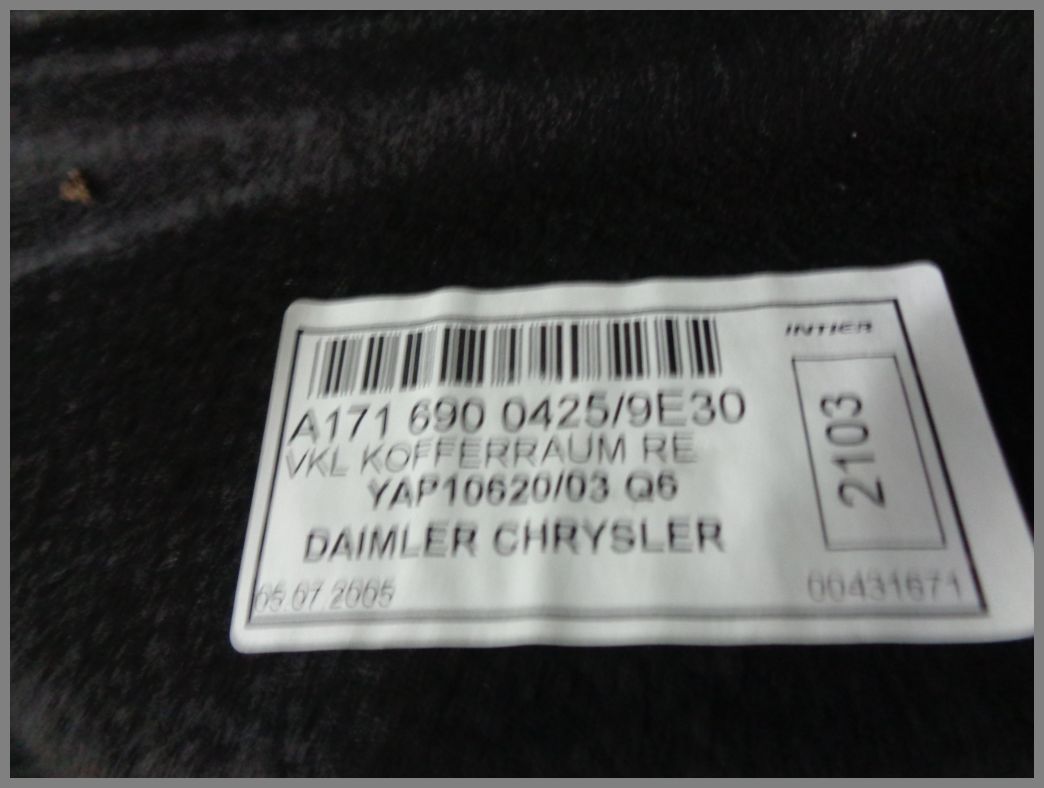 INTIER
A171 690 0425/9E30
VKL KOFFERRAUM RE
YAP10620/03 Q6
DAIMLER CHRYSLER
2103
05.07 2005
00431671